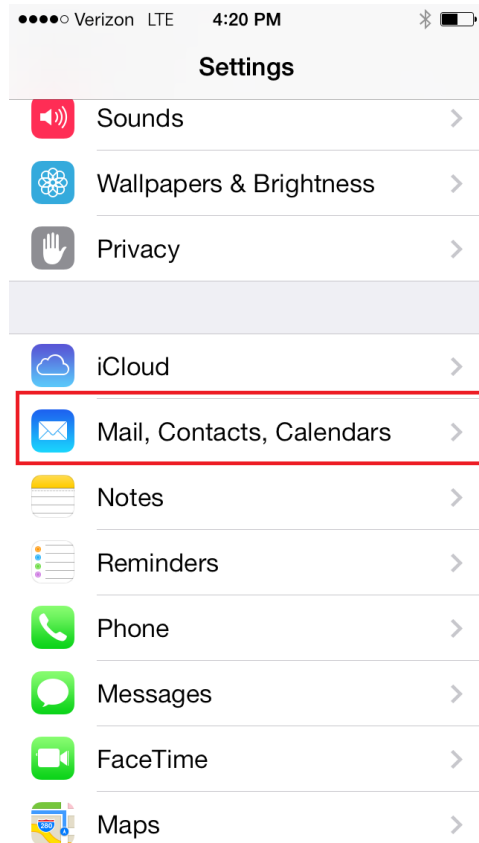 Verizon LTE 4:20 PM
Settings
Sounds
Wallpapers & Brightness
Privacy
iCloud
Mail, Contacts, Calendars
Notes
Reminders
Phone
Messages
FaceTime
280
Maps